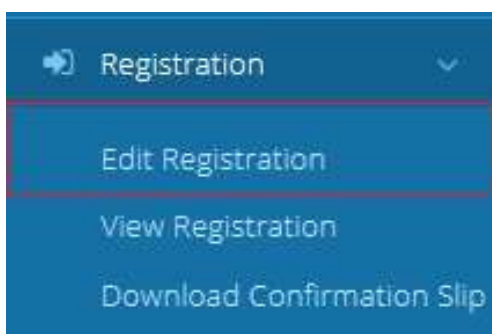 Registration
Edit Registration
View Registration
Download Confirmation Slip